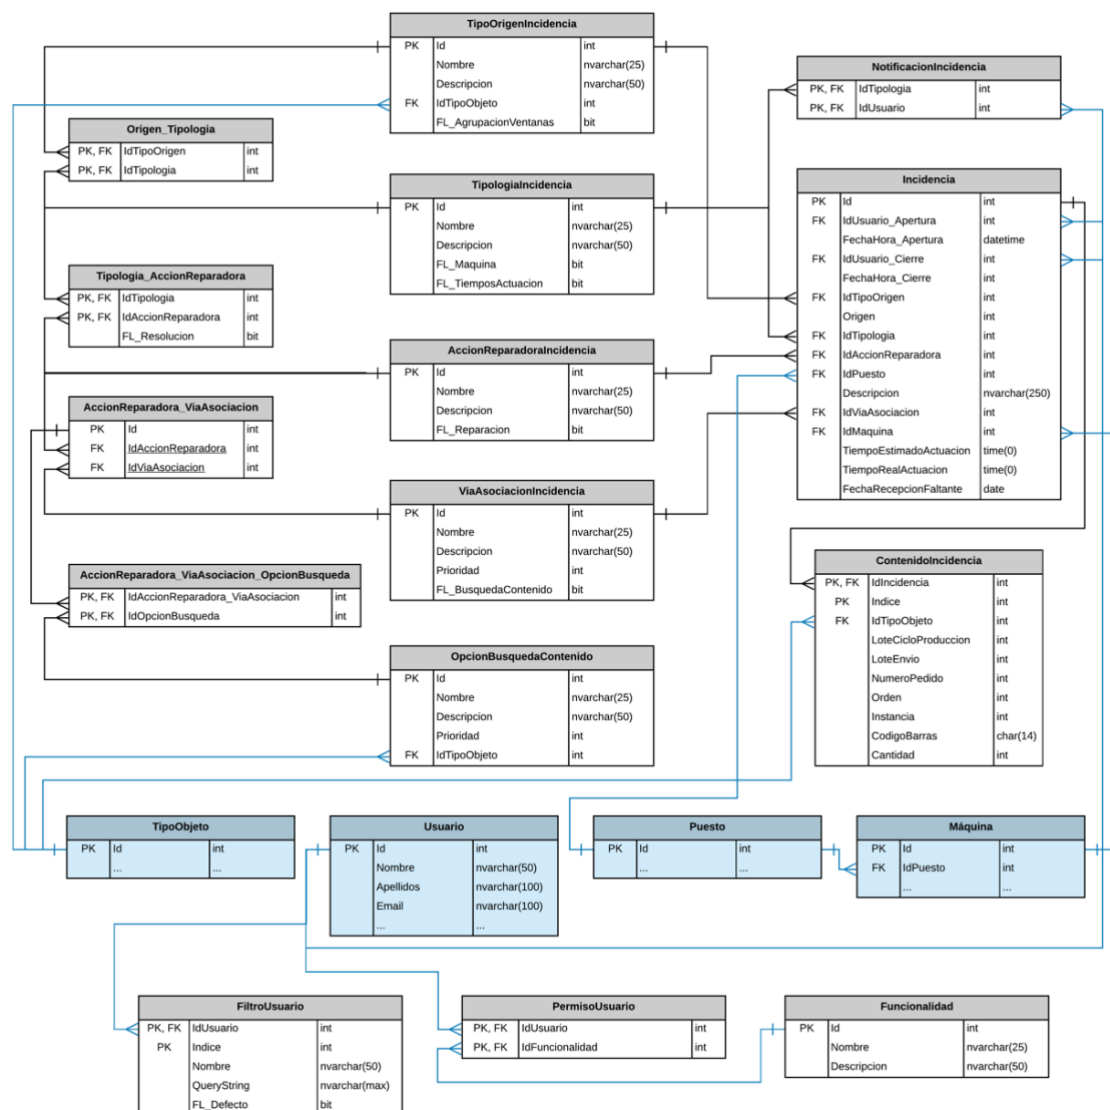 TipoOrigenIncidencia
PK Id int
Nombre nvarchar(25)
Descripcion nvarchar(50)
FK IdTipoObjeto int
FL_AgrupacionVentanas bit
NotificacionIncidencia
PK, FK IdTipologia int
PK, FK IdUsuario int
Origen_Tipologia
PK, FK IdTipoOrigen int
PK, FK IdTipologia int
TipologiaIncidencia
PK Id int
Nombre nvarchar(25)
Descripcion nvarchar(50)
FL_Maquina bit
FL_TiemposActuacion bit
Incidencia
PK Id int
FK IdUsuario_Apertura int
FechaHora_Apertura datetime
FK IdUsuario_Cierre int
FechaHora_Cierre int
FK IdTipoOrigen int
Origen int
FK IdTipologia int
FK IdAccionReparadora int
FK IdPuesto int
Descripcion nvarchar(250)
FK IdViaAsociacion int
FK IdMaquina int
TiempoEstimadoActuacion time(0)
TiempoRealActuacion time(0)
FechaRecepcionFaltante date
Tipologia_AccionReparadora
PK, FK IdTipologia int
PK, FK IdAccionReparadora int
FL_Resolucion bit
AccionReparadoraIncidencia
PK Id int
Nombre nvarchar(25)
Descripcion nvarchar(50)
FL_Reparacion bit
AccionReparadora_ViaAsociacion
PK Id int
FK IdAccionReparadora int
FK IdViaAsociacion int
ViaAsociacionIncidencia
PK Id int
Nombre nvarchar(25)
Descripcion nvarchar(50)
Prioridad int
FL_BusquedaContenido bit
AccionReparadora_ViaAsociacion_OpcionBusqueda
PK, FK IdAccionReparadora_ViaAsociacion int
PK, FK IdOpcionBusqueda int
ContenidoIncidencia
PK, FK IdIncidencia int
PK Indice int
FK IdTipoObjeto int
LoteCicloProduccion int
LoteEnvio int
NumeroPedido int
Orden int
Instancia int
CodigoBarras char(14)
Cantidad int
OpcionBusquedaContenido
PK Id int
Nombre nvarchar(25)
Descripcion nvarchar(50)
Prioridad int
FK IdTipoObjeto int
TipoObjeto
PK Id int
... ...
Usuario
PK Id int
Nombre nvarchar(50)
Apellidos nvarchar(100)
Email nvarchar(100)
... ...
Puesto
PK Id int
... ...
Máquina
PK Id int
FK IdPuesto int
... ...
FiltroUsuario
PK, FK IdUsuario int
PK Indice int
Nombre nvarchar(50)
QueryString nvarchar(max)
FL_Defecto bit
PermisoUsuario
PK, FK IdUsuario int
PK, FK IdFuncionalidad int
Funcionalidad
PK Id int
Nombre nvarchar(25)
Descripcion nvarchar(50)